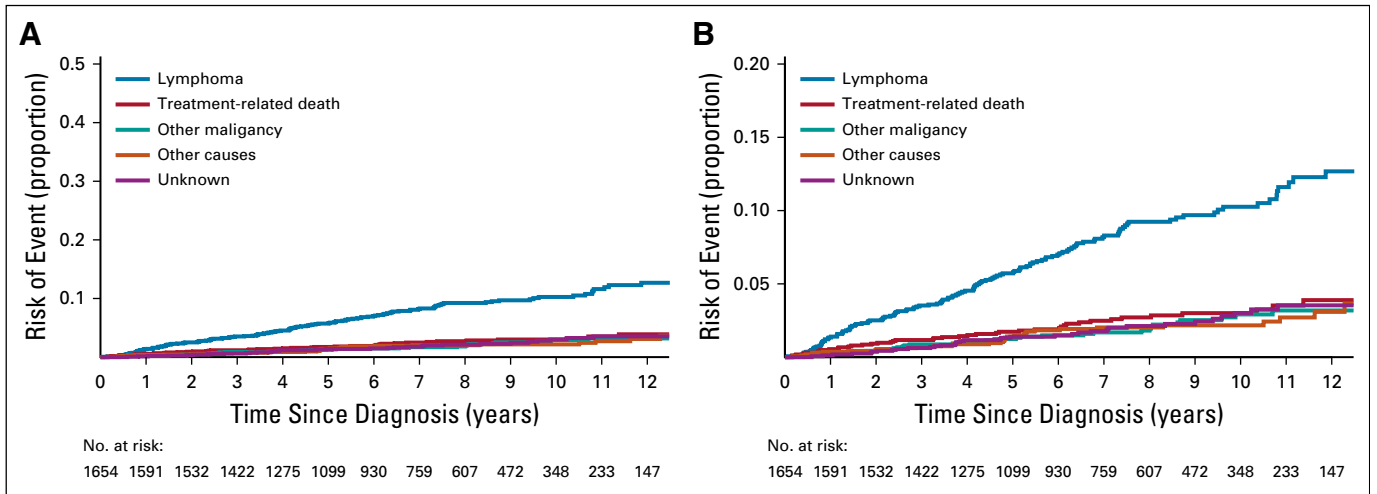 A
Risk of Event (proportion)
0.5
0.4
0.3
0.2
0.1
Lymphoma
Treatment-related death
Other maligancy
Other causes
Unknown
0 1 2 3 4 5 6 7 8 9 10 11 12
Time Since Diagnosis (years)
No. at risk:
1654 1591 1532 1422 1275 1099 930 759 607 472 348 233 147
B
Risk of Event (proportion)
0.20
0.15
0.10
0.05
Lymphoma
Treatment-related death
Other maligancy
Other causes
Unknown
0 1 2 3 4 5 6 7 8 9 10 11 12
Time Since Diagnosis (years)
No. at risk:
1654 1591 1532 1422 1275 1099 930 759 607 472 348 233 147